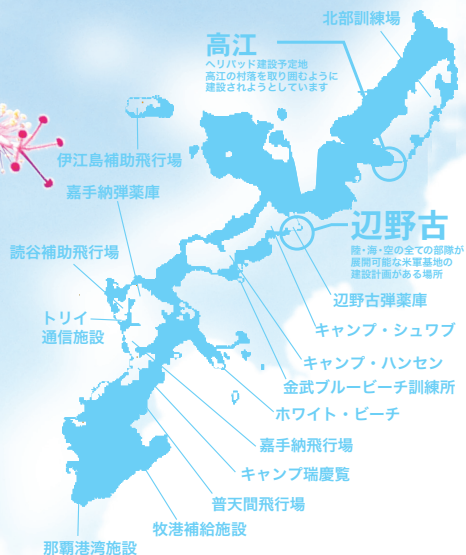 北部訓練場
高江
ヘリパッド建設予定地
高江の村落を取り囲むように
建設されようとしています
伊江島補助飛行場
嘉手納弾薬庫
読谷補助飛行場
トリイ
通信施設
辺野古
陸・海・空の全ての部隊が
展開可能な米軍基地の
建設計画がある場所
辺野古弾薬庫
キャンプ・シュワブ
キャンプ・ハンセン
金武ブルービーチ訓練所
ホワイト・ビーチ
嘉手納飛行場
キャンプ瑞慶覧
普天間飛行場
牧港補給施設
那覇港湾施設